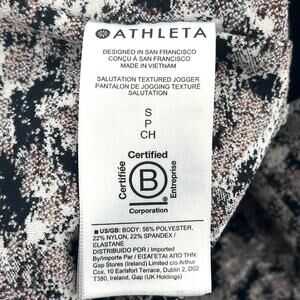 ATHLETA
DESIGNED IN SAN FRANCISCO
CONÇU À SAN FRANCISCO
MADE IN VIETNAM
SALUTATION TEXTURED JOGGER
PANTALON DE JOGGING TEXTURÉ
SALUTATION
S
P
CH
Certified
Certifiée
B
Entreprise
Corporation
US/GB: BODY: 56% POLYESTER,
22% NYLON, 22% SPANDEX /
ELASTANE
DISTRIBUIDO POR / Imported
By/Importe Par / ΕΙΣΑΓΕΤΑΙ ΑΠΟ ΤΗΝ:
Gap Stores (Ireland) Limited c/o Arthur
Cox, 10 Earlsfort Terrace, Dublin 2, D02
T380, Ireland, Gap (UK Holdings)